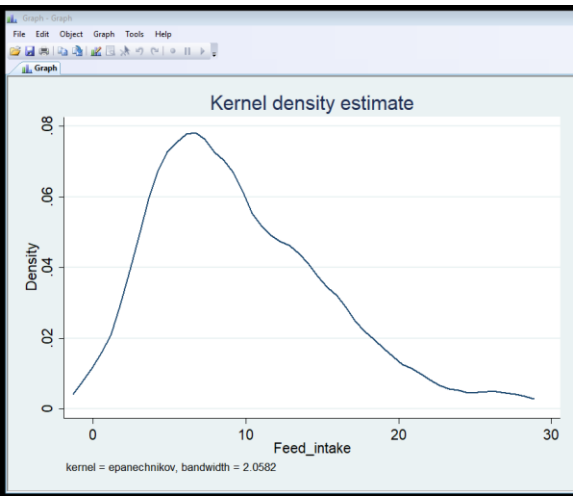 Graph - Graph
File Edit Object Graph Tools Help
Graph
Kernel density estimate
.08
.06
.04
.02
0
Density
0 10 20 30
Feed_intake
kernel = epanechnikov, bandwidth = 2.0582